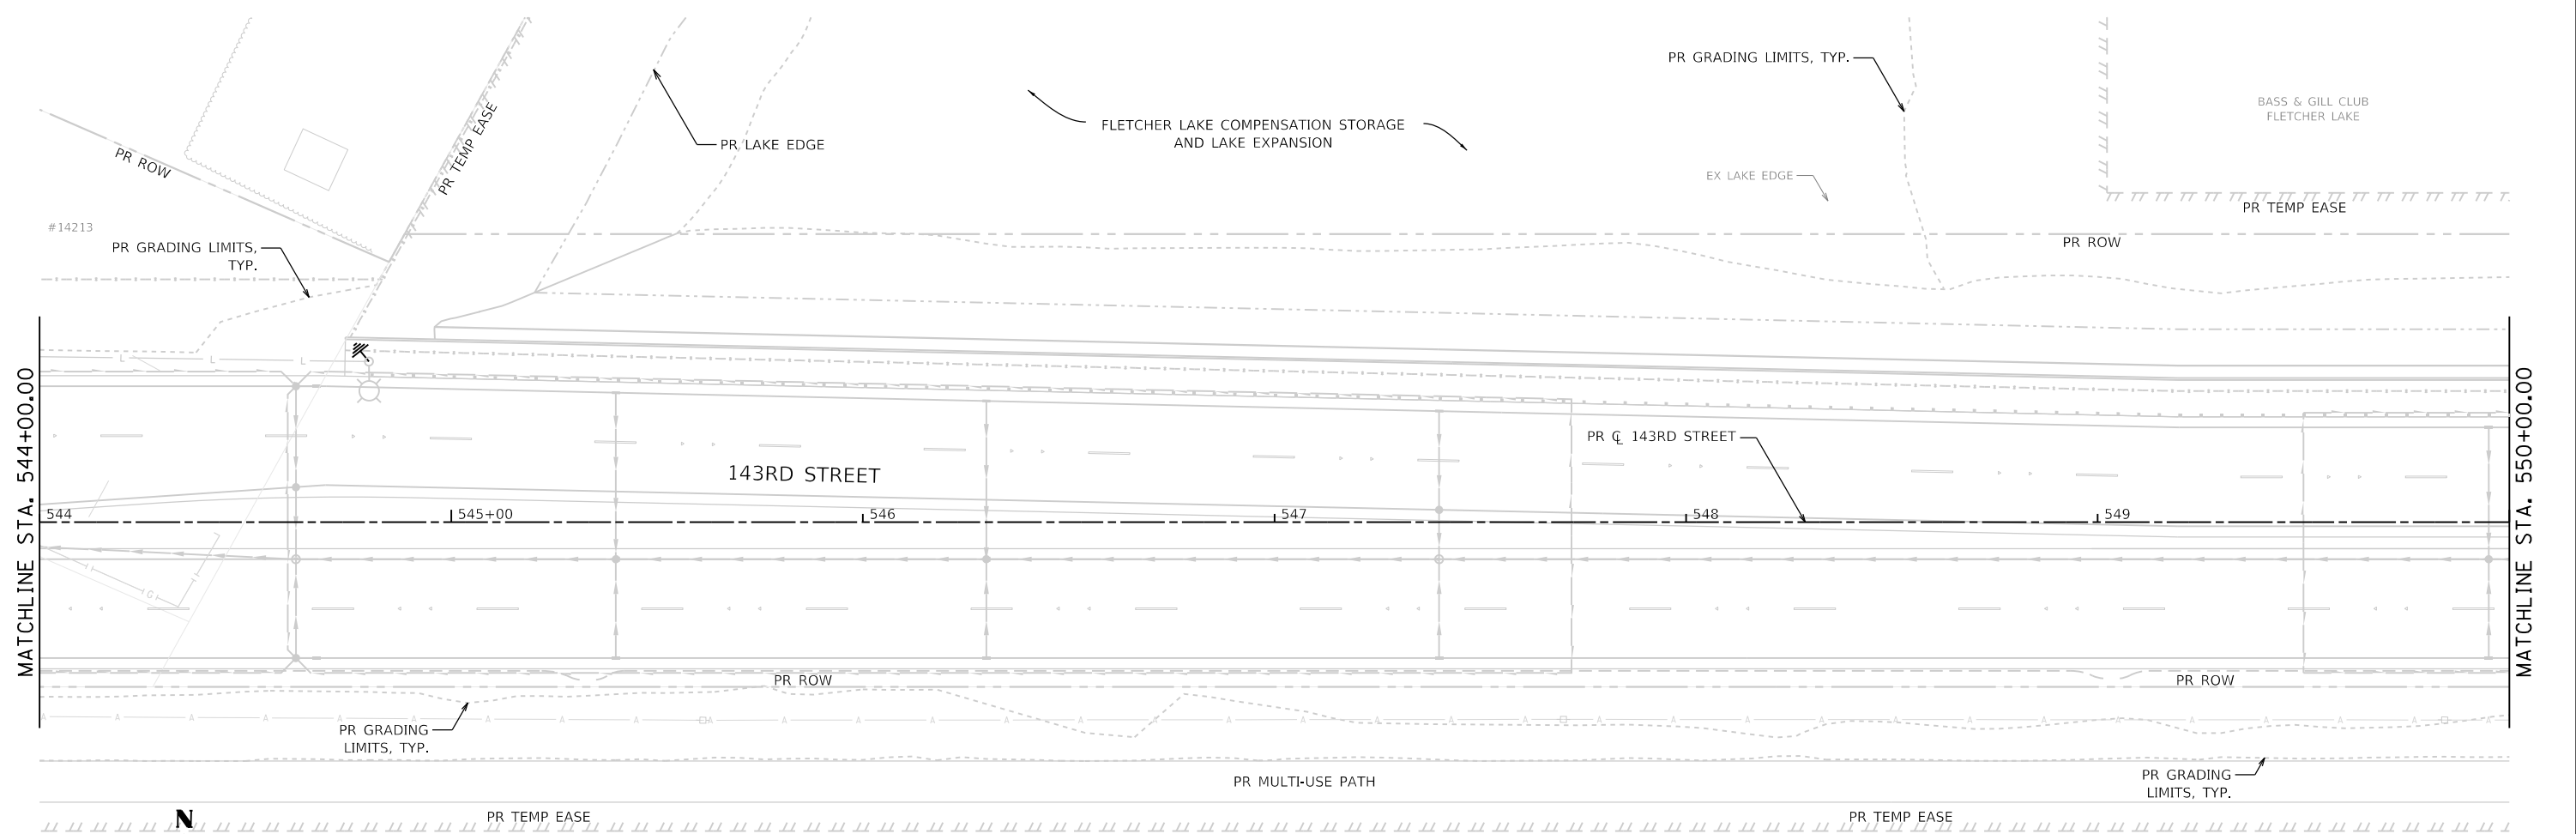 PR GRADING LIMITS, TYP.
BASS & GILL CLUB
FLETCHER LAKE
PR TEMP EASE
PR LAKE EDGE
FLETCHER LAKE COMPENSATION STORAGE
AND LAKE EXPANSION
PR ROW
EX LAKE EDGE
PR TEMP EASE
#14213
PR GRADING LIMITS,
TYP.
PR ROW
L L L
MATCHLINE STA. 544+00.00
MATCHLINE STA. 550+00.00
PR ℄ 143RD STREET
143RD STREET
544 545+00 546 547 548 549
G
PR ROW
PR ROW
A A A A A A A A A A A A A A A A A A A A A A A A A A A A A A A A A A
PR GRADING
LIMITS, TYP.
PR MULTI-USE PATH
PR GRADING
LIMITS, TYP.
N
PR TEMP EASE
PR TEMP EASE